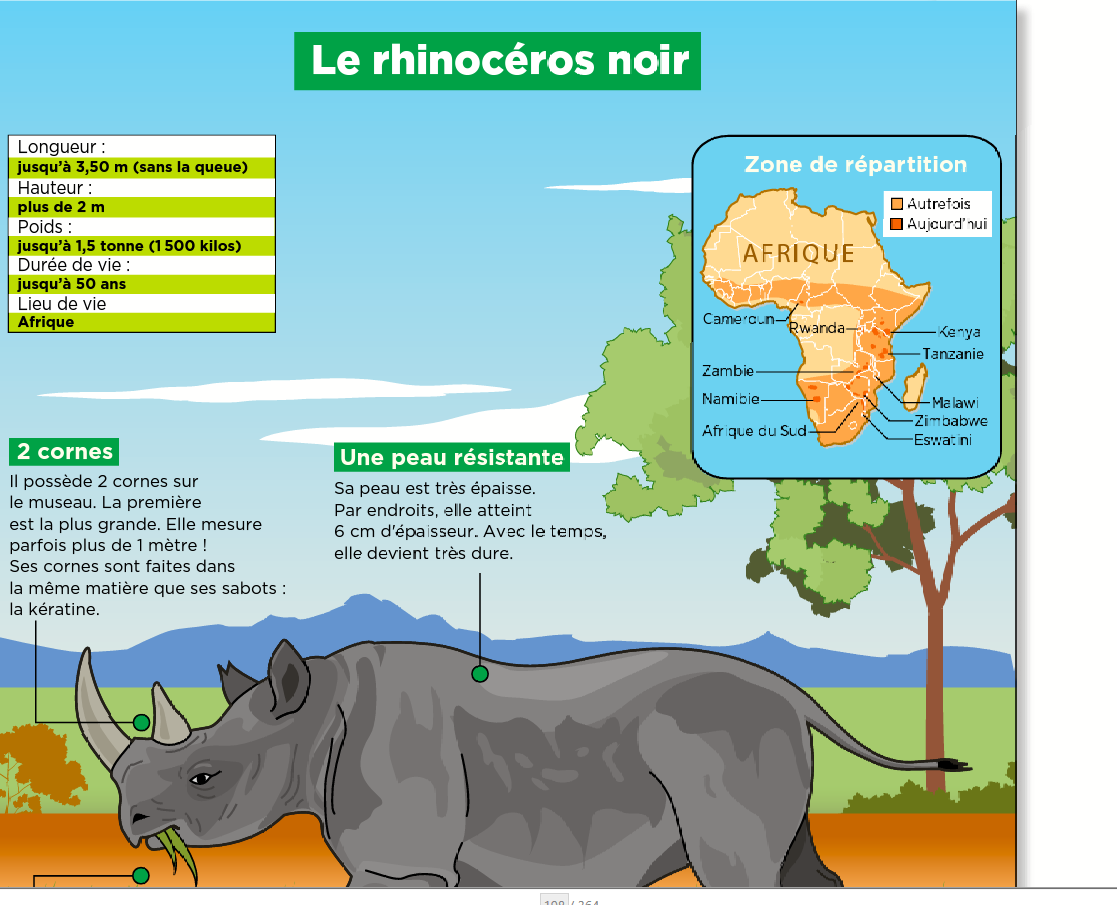 Le rhinocéros noir
Longueur :
jusqu'à 3,50 m (sans la queue)
Hauteur :
plus de 2 m
Poids :
jusqu'à 1,5 tonne (1 500 kilos)
Durée de vie :
jusqu'à 50 ans
Lieu de vie
Afrique
Zone de répartition
Autrefois
Aujourd'hui
AFRIQUE
Cameroun
Rwanda
Kenya
Tanzanie
Zambie
Namibie
Malawi
Zimbabwe
Afrique du Sud
Eswatini
2 cornes
Il possède 2 cornes sur
le museau. La première
est la plus grande. Elle mesure
parfois plus de 1 mètre !
Ses cornes sont faites dans
la même matière que ses sabots :
la kératine.
Une peau résistante
Sa peau est très épaisse.
Par endroits, elle atteint
6 cm d'épaisseur. Avec le temps,
elle devient très dure.